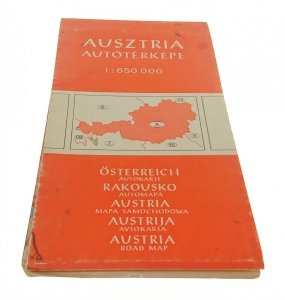 AUSZTRIA
AUTÓTÉRKÉPE
1:650 000
A
ÖSTERREICH
AUTOKARTE
RAKOUSKO
AUTOMAPA
AUSTRIA
MAPA SAMOCHODOWA
AUSTRIJA
AVTOKARTA
AUSTRIA
ROAD MAP